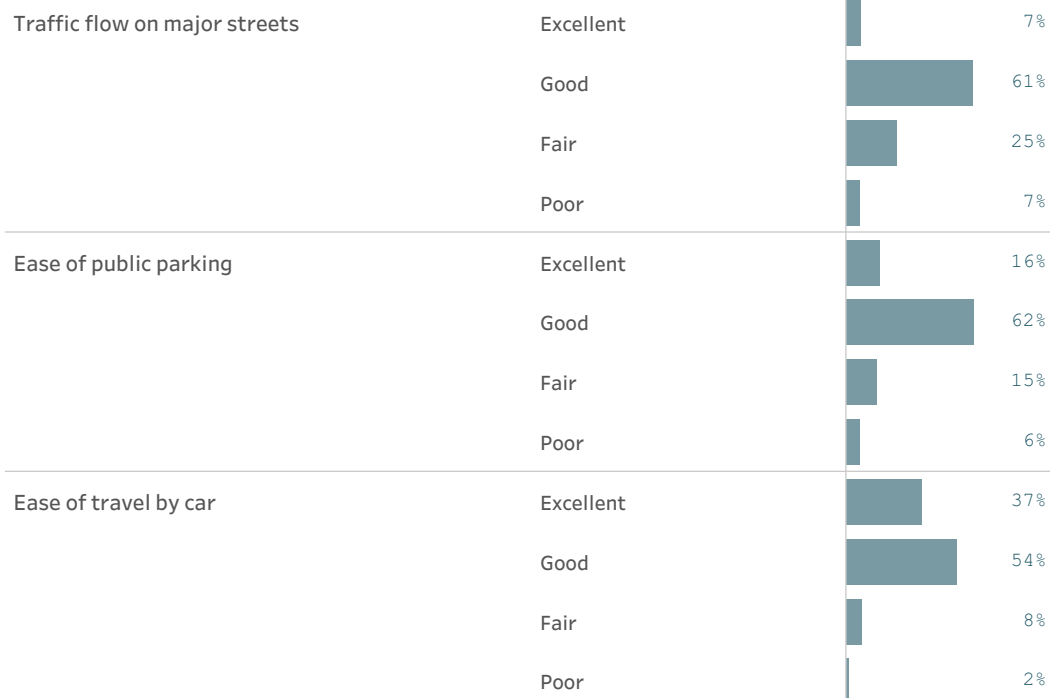 Traffic flow on major streets Excellent 7%
Good 61%
Fair 25%
Poor 7%
Ease of public parking Excellent 16%
Good 62%
Fair 15%
Poor 6%
Ease of travel by car Excellent 37%
Good 54%
Fair 8%
Poor 2%